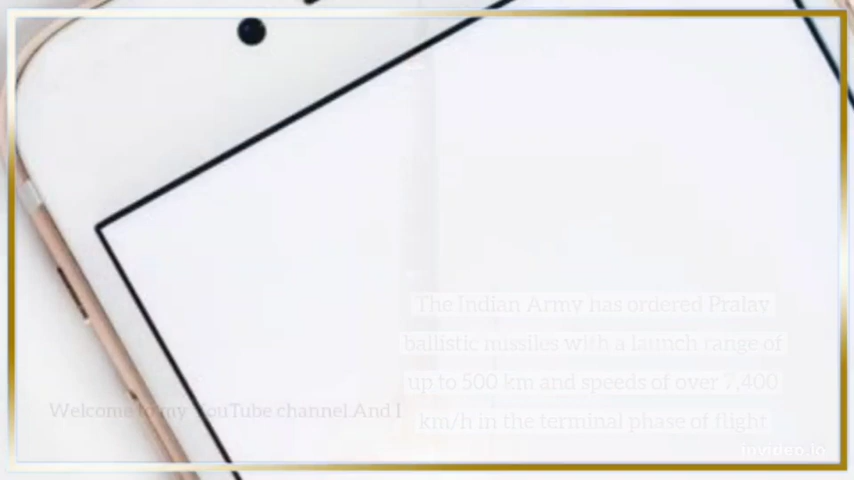 The Indian Army has ordered Pralay
ballistic missiles with a launch range of
up to 500 km and speeds of over 7,400
km/h in the terminal phase of flight
Welcome to my YouTube channel.And I
invideo.io